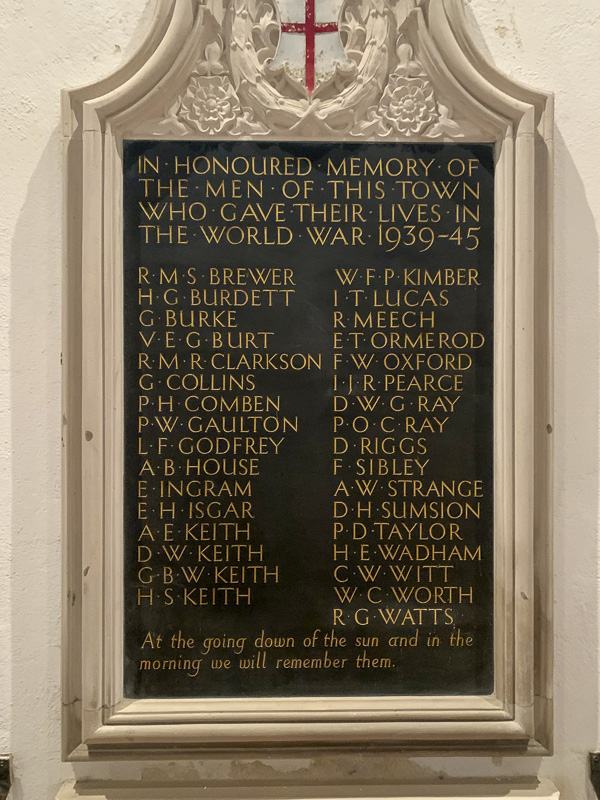 IN·HONOURED·MEMORY·OF
THE·MEN·OF·THIS·TOWN
WHO·GAVE·THEIR·LIVES·IN
THE·WORLD·WAR·1939-45
R·M·S·BREWER
H·G·BURDETT
G·BURKE
V·E·G·BURT
R·M·R·CLARKSON
G·COLLINS
P·H·COMBEN
P·W·GAULTON
L·F·GODFREY
A·B·HOUSE
E·INGRAM
E·H·ISGAR
A·E·KEITH
D·W·KEITH
G·B·W·KEITH
H·S·KEITH
W·F·P·KIMBER
I·T·LUCAS
R·MEECH
E·T·ORMEROD
F·W·OXFORD
I·J·R·PEARCE
D·W·G·RAY
P·O·C·RAY
D·RIGGS
F·SIBLEY
A·W·STRANGE
D·H·SUMSION
P·D·TAYLOR
H·E·WADHAM
C·W·WITT
W·C·WORTH
R·G·WATTS
At the going down of the sun and in the
morning we will remember them.